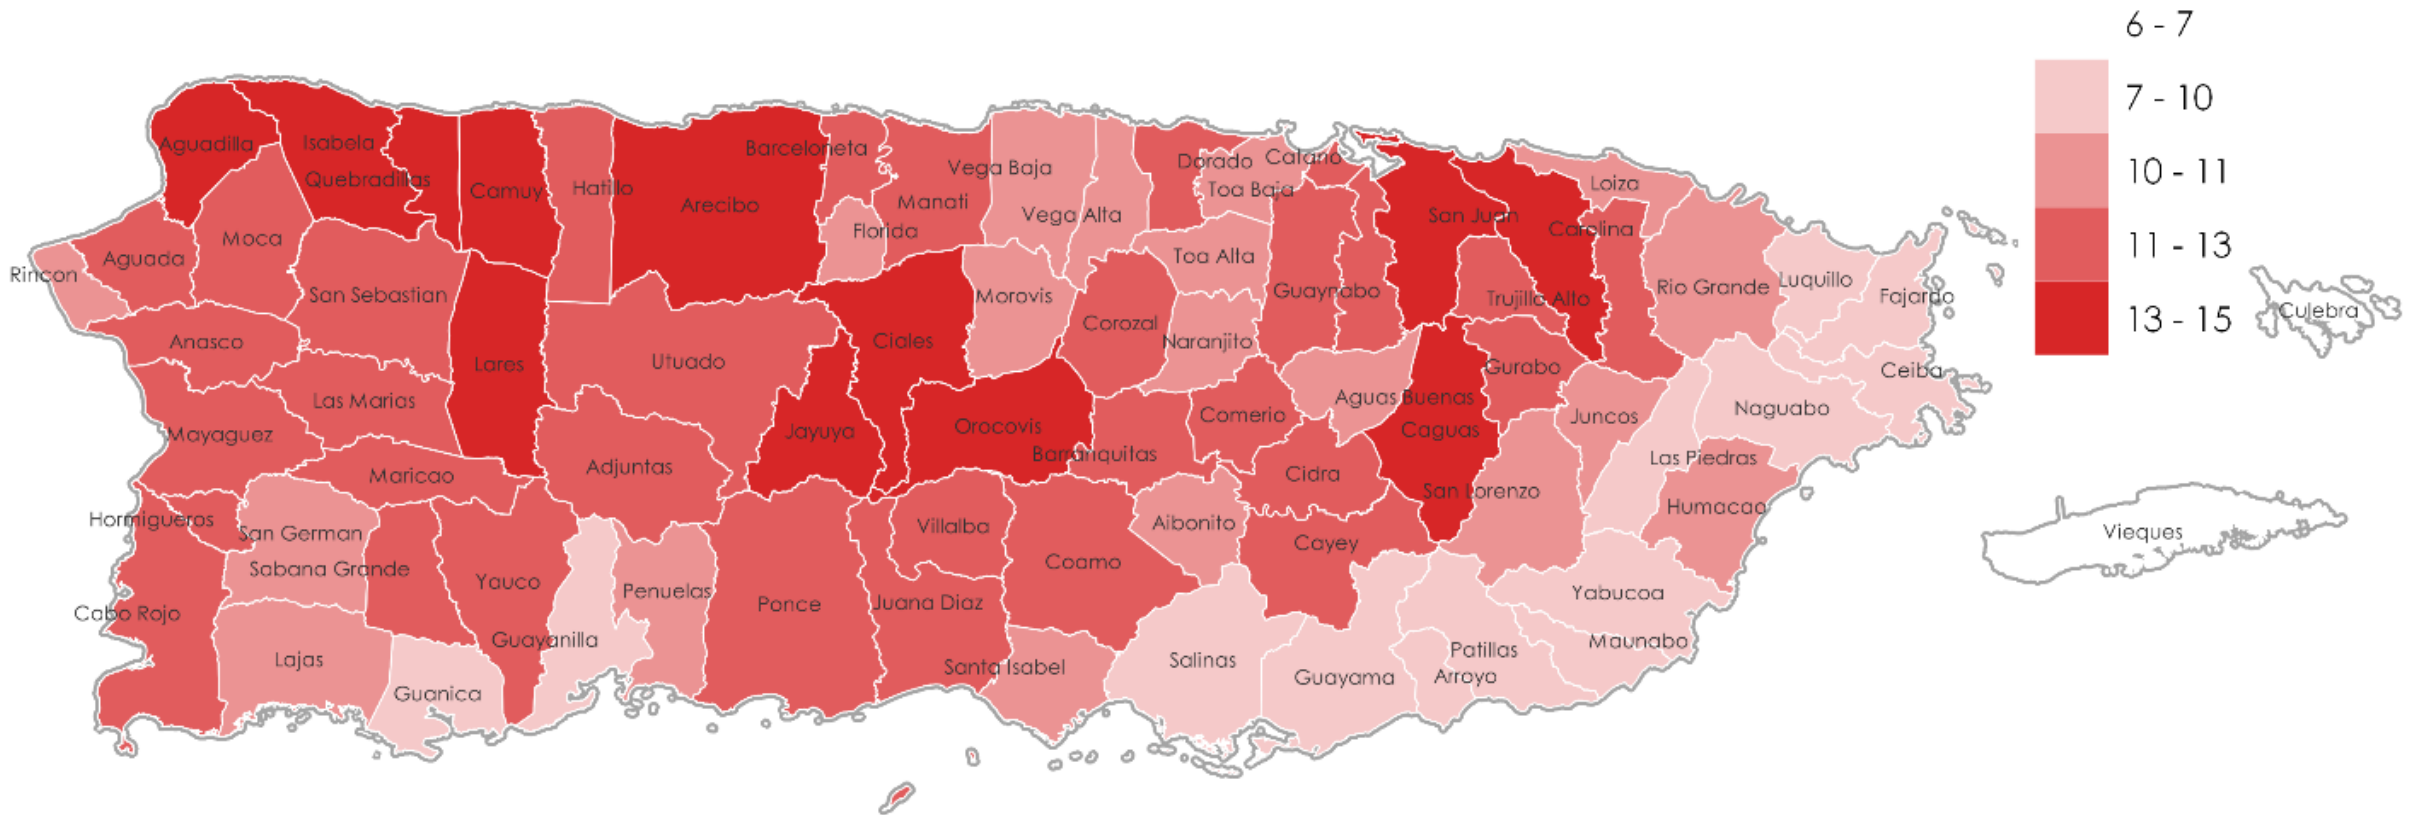 6 - 7
7 - 10
10 - 11
11 - 13
13 - 15
Aguadilla
Isabela
Quebradillas
Camuy
Hatillo
Arecibo
Barceloneta
Manati
Florida
Vega Baja
Vega Alta
Dorado
Catano
Toa Baja
Toa Alta
San Juan
Carolina
Loiza
Rincon
Aguada
Moca
San Sebastian
Lares
Utuado
Ciales
Morovis
Corozal
Naranjito
Guaynabo
Trujillo Alto
Rio Grande
Luquillo
Fajardo
Culebra
Anasco
Las Marias
Mayaguez
Maricao
Adjuntas
Jayuya
Orocovis
Barranquitas
Comerio
Aguas Buenas
Caguas
Gurabo
Juncos
Naguabo
Ceiba
Cidra
San Lorenzo
Las Piedras
Humacao
Hormigueros
San German
Sabana Grande
Yauco
Cabo Rojo
Lajas
Guanica
Guayanilla
Penuelas
Ponce
Villalba
Juana Diaz
Coamo
Santa Isabel
Aibonito
Cayey
Salinas
Guayama
Patillas
Arroyo
Yabucoa
Maunabo
Vieques